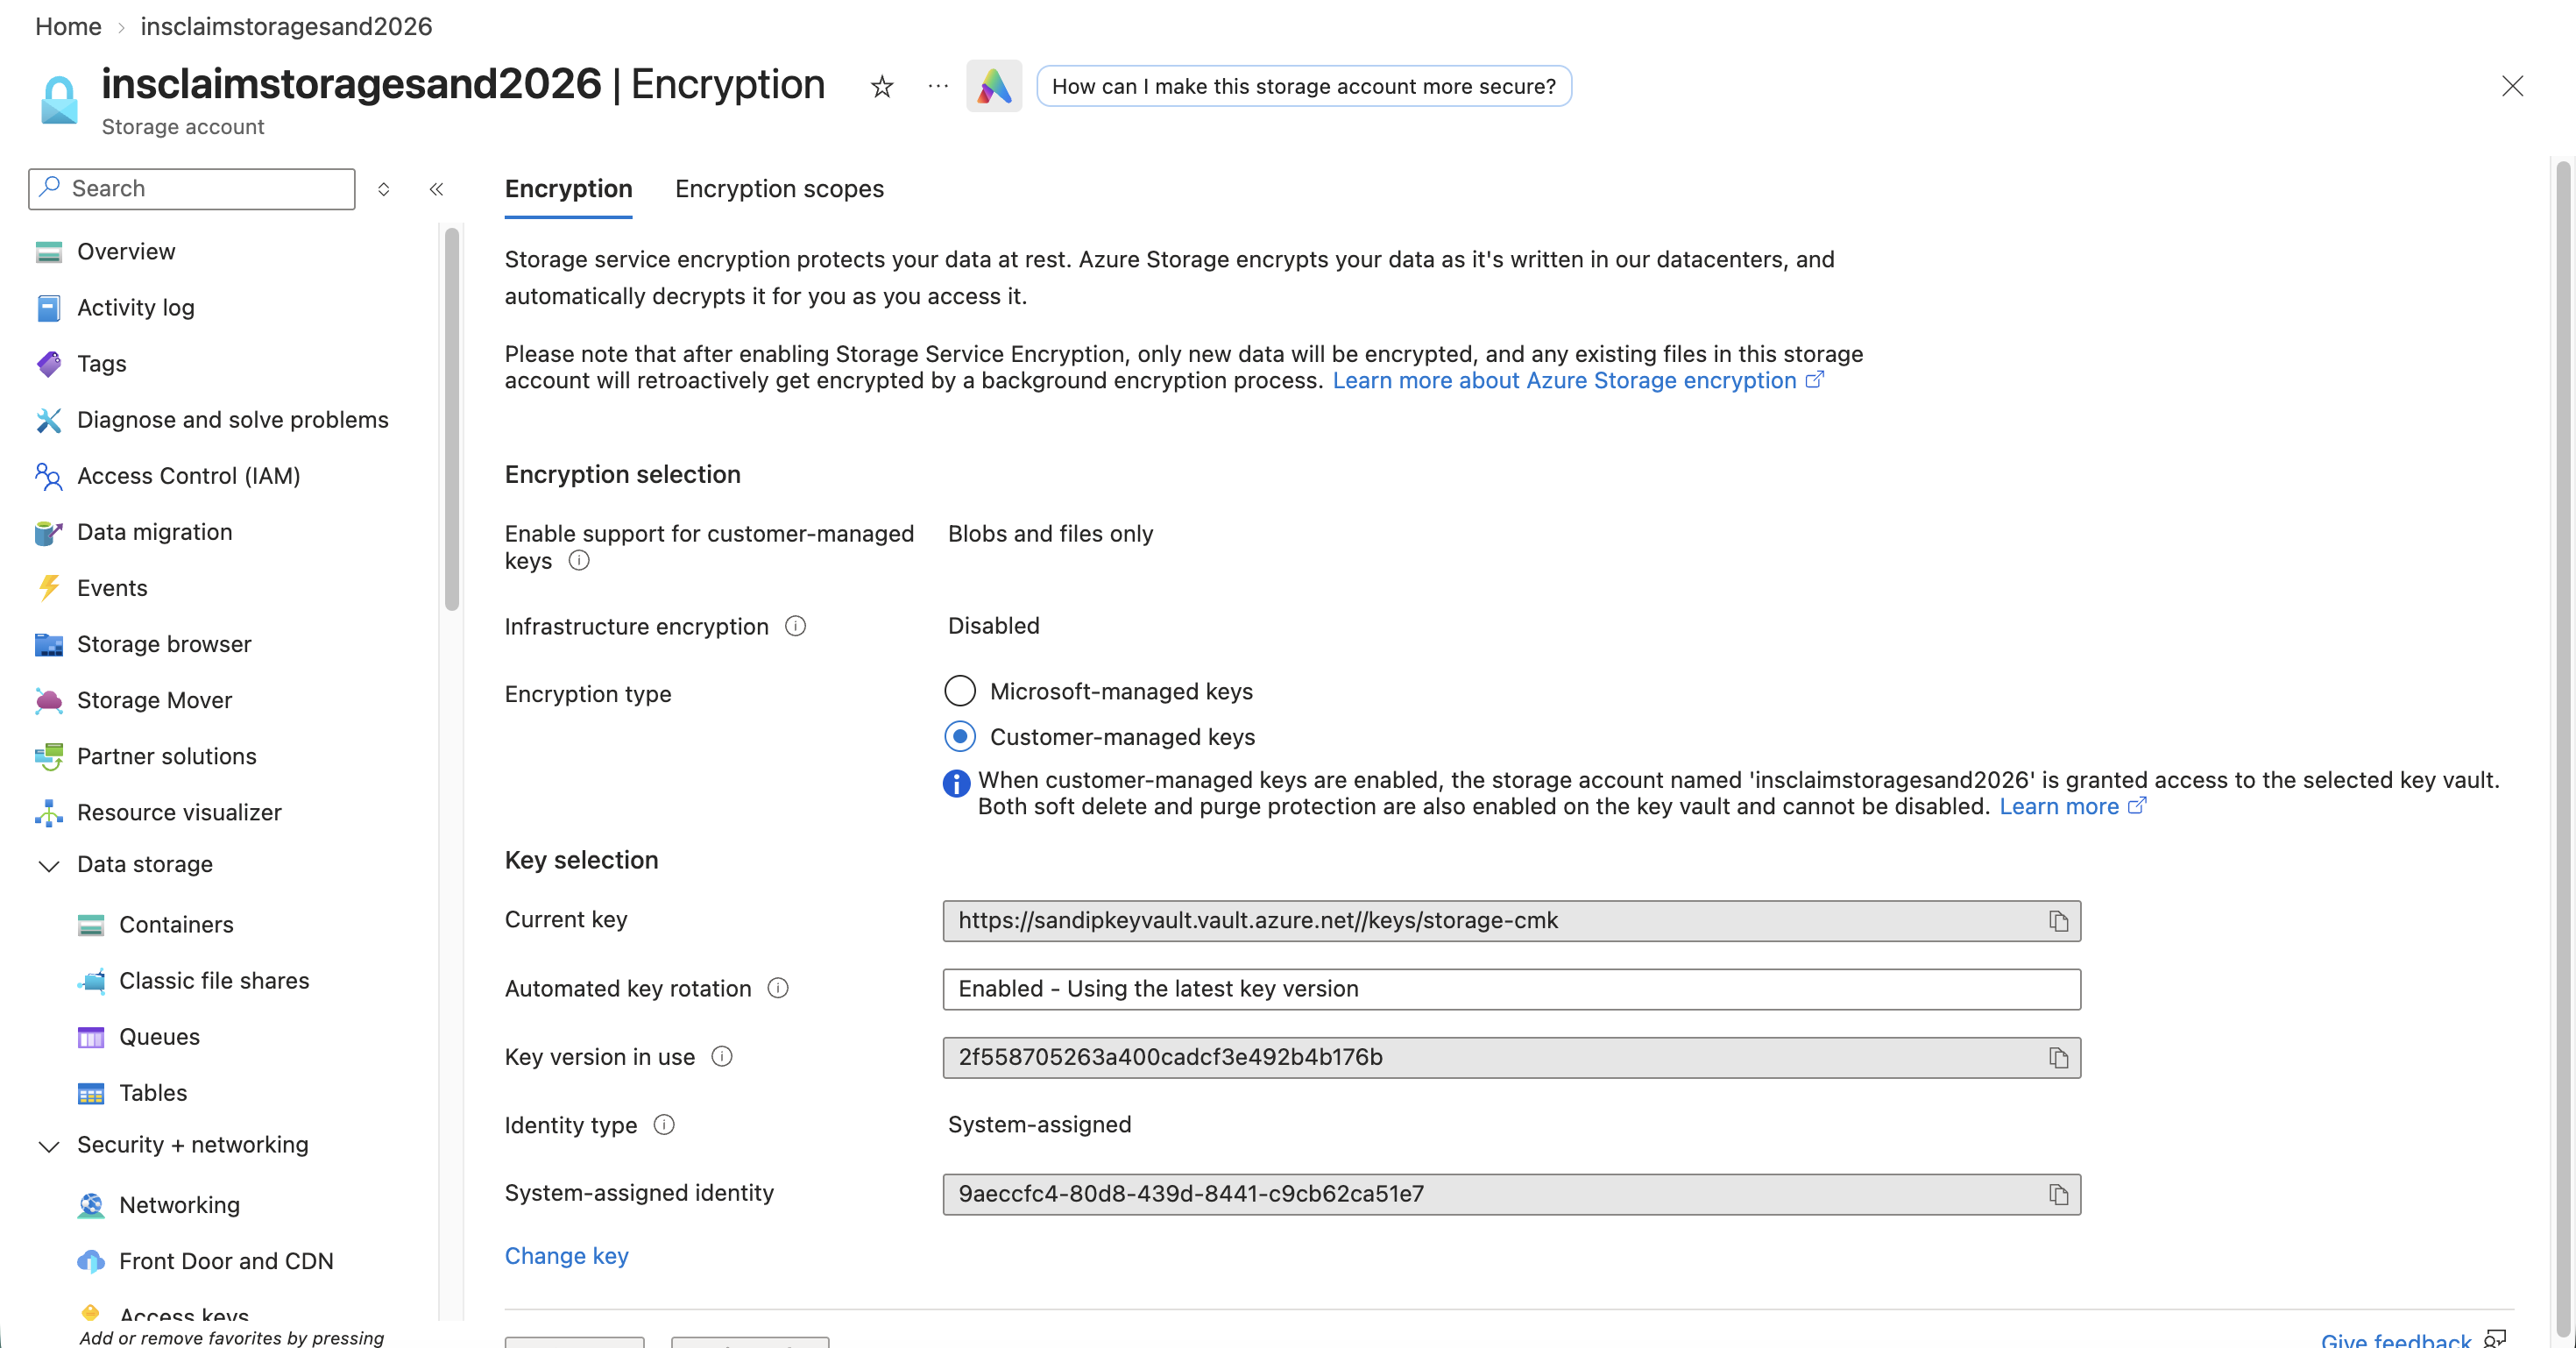 Home > insclaimstoragesand2026
insclaimstoragesand2026 | Encryption
How can I make this storage account more secure?
Storage account
Search
Overview
Activity log
Tags
Diagnose and solve problems
Access Control (IAM)
Data migration
Events
Storage browser
Storage Mover
Partner solutions
Resource visualizer
Data storage
Containers
Classic file shares
Queues
Tables
Security + networking
Networking
Front Door and CDN
Access keys
Add or remove favorites by pressing
Encryption
Encryption scopes
Storage service encryption protects your data at rest. Azure Storage encrypts your data as it's written in our datacenters, and
automatically decrypts it for you as you access it.
Please note that after enabling Storage Service Encryption, only new data will be encrypted, and any existing files in this storage
account will retroactively get encrypted by a background encryption process. Learn more about Azure Storage encryption
Encryption selection
Enable support for customer-managed
keys
Blobs and files only
Infrastructure encryption
Disabled
Encryption type
Microsoft-managed keys
Customer-managed keys
When customer-managed keys are enabled, the storage account named 'insclaimstoragesand2026' is granted access to the selected key vault.
Both soft delete and purge protection are also enabled on the key vault and cannot be disabled. Learn more
Key selection
Current key
https://sandipkeyvault.vault.azure.net//keys/storage-cmk
Automated key rotation
Enabled - Using the latest key version
Key version in use
2f558705263a400cadcf3e492b4b176b
Identity type
System-assigned
System-assigned identity
9aeccfc4-80d8-439d-8441-c9cb62ca51e7
Change key
Give feedback